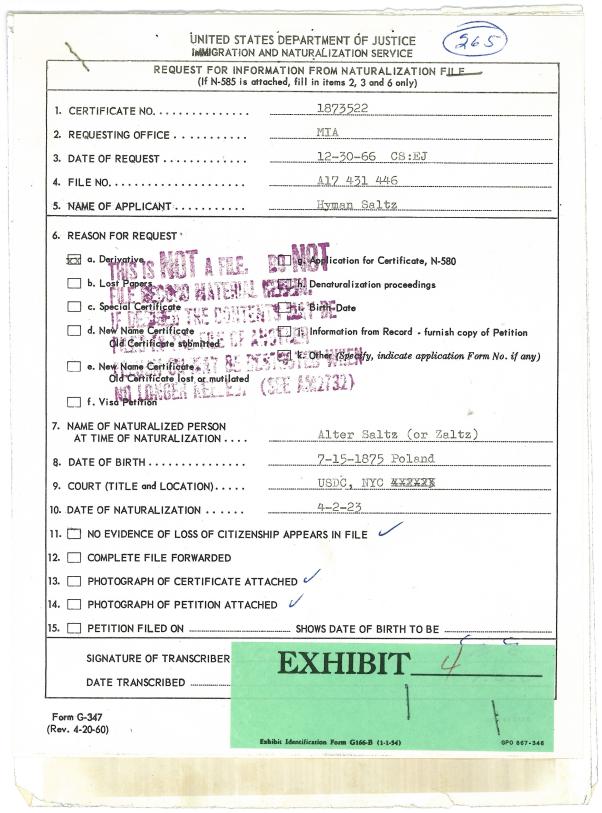 UNITED STATES DEPARTMENT OF JUSTICE
IMMIGRATION AND NATURALIZATION SERVICE
265
REQUEST FOR INFORMATION FROM NATURALIZATION FILE
(If N-585 is attached, fill in items 2, 3 and 6 only)
1. CERTIFICATE NO. 1873522
2. REQUESTING OFFICE MIA
3. DATE OF REQUEST 12-30-66 CS:EJ
4. FILE NO. A17 431 446
5. NAME OF APPLICANT Hyman Saltz
6. REASON FOR REQUEST:
a. Derivative g. Application for Certificate, N-580
b. Lost Papers h. Denaturalization proceedings
c. Special Certificate i. Birth-Date
d. New Name Certificate Information from Record - furnish copy of Petition
Old Certificate submitted
k. Other (Specify, indicate application Form No. if any)
e. New Name Certificate
Old Certificate lost or mutilated
f. Visa Petition
THIS IS NOT A FILE. DO NOT
FILE SECOND MATERIAL
IF DESIRED THE CONTENTS
MAY BE DESTROYED WHEN
NO LONGER (SEE AM2732)
7. NAME OF NATURALIZED PERSON
AT TIME OF NATURALIZATION .... Alter Saltz (or Zaltz)
8. DATE OF BIRTH 7-15-1875 Poland
9. COURT (TITLE and LOCATION)..... USDC, NYC
10. DATE OF NATURALIZATION ...... 4-2-23
11. NO EVIDENCE OF LOSS OF CITIZENSHIP APPEARS IN FILE ✓
12. COMPLETE FILE FORWARDED
13. PHOTOGRAPH OF CERTIFICATE ATTACHED ✓
14. PHOTOGRAPH OF PETITION ATTACHED ✓
15. PETITION FILED ON SHOWS DATE OF BIRTH TO BE
SIGNATURE OF TRANSCRIBER
DATE TRANSCRIBED
EXHIBIT 4
Exhibit Identification Form G166-B (1-1-54)
GPO 867-346
Form G-347
(Rev. 4-20-60)